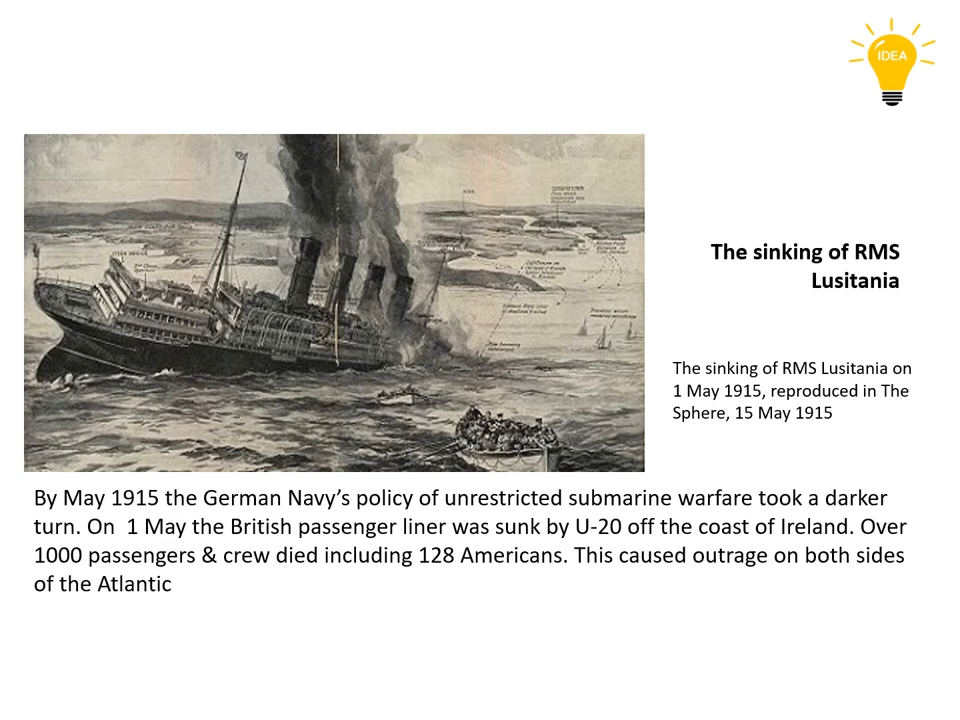 IDEA
The sinking of RMS
Lusitania
The sinking of RMS Lusitania on
1 May 1915, reproduced in The
Sphere, 15 May 1915
By May 1915 the German Navy’s policy of unrestricted submarine warfare took a darker
turn. On  1 May the British passenger liner was sunk by U-20 off the coast of Ireland. Over
1000 passengers & crew died including 128 Americans. This caused outrage on both sides
of the Atlantic